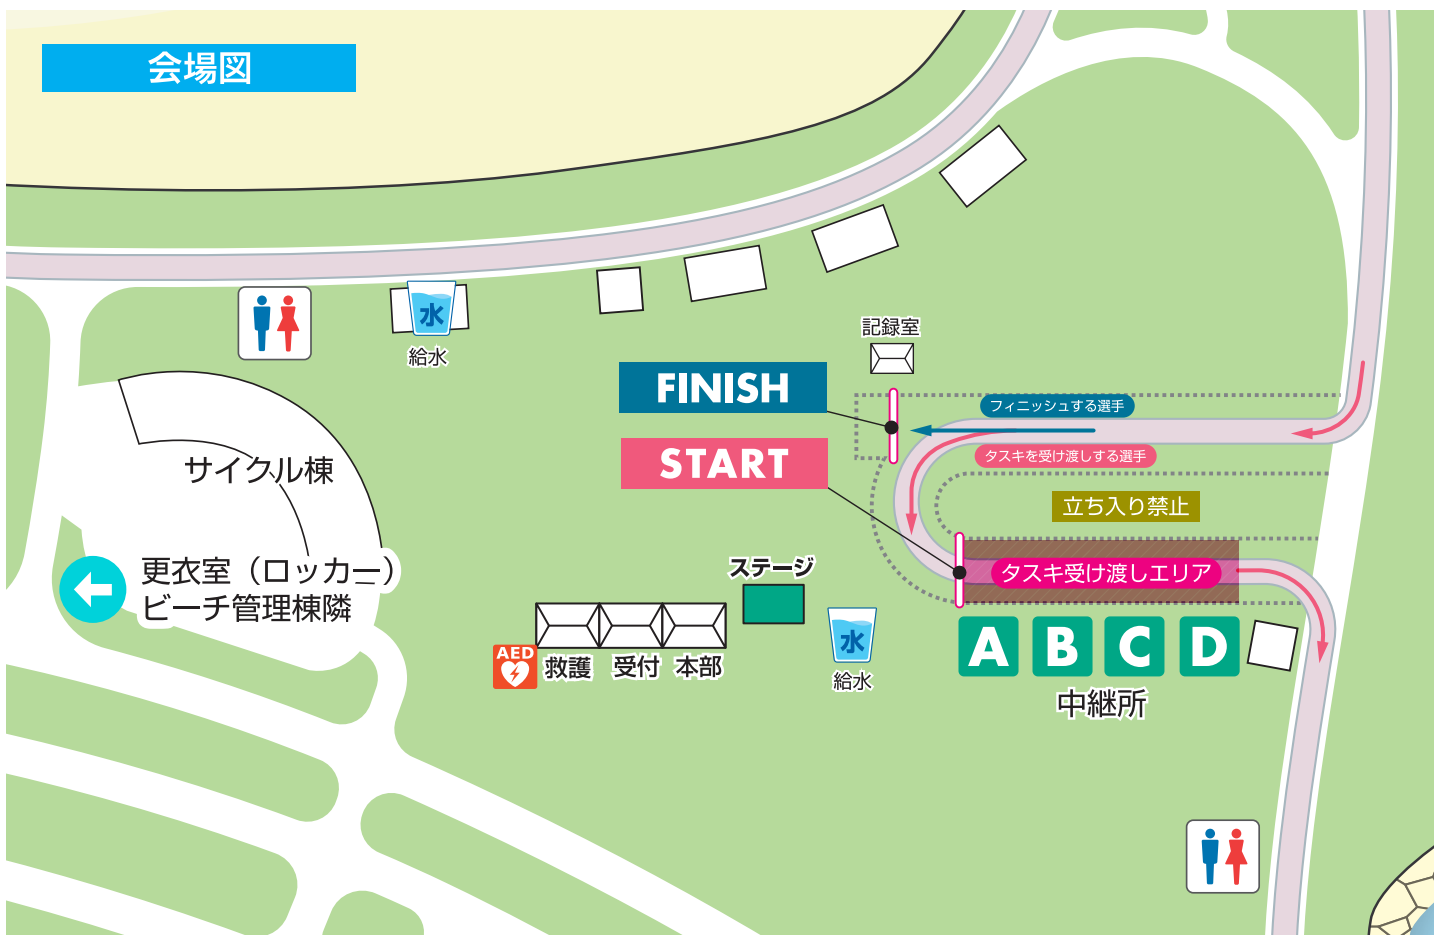 会場図
水
給水
記録室
FINISH
フィニッシュする選手
START
タスキを受け渡しする選手
サイクル棟
立ち入り禁止
更衣室（ロッカー）
ビーチ管理棟隣
ステージ
タスキ受け渡しエリア
水
給水
AED
救護
受付
本部
A
B
C
D
中継所